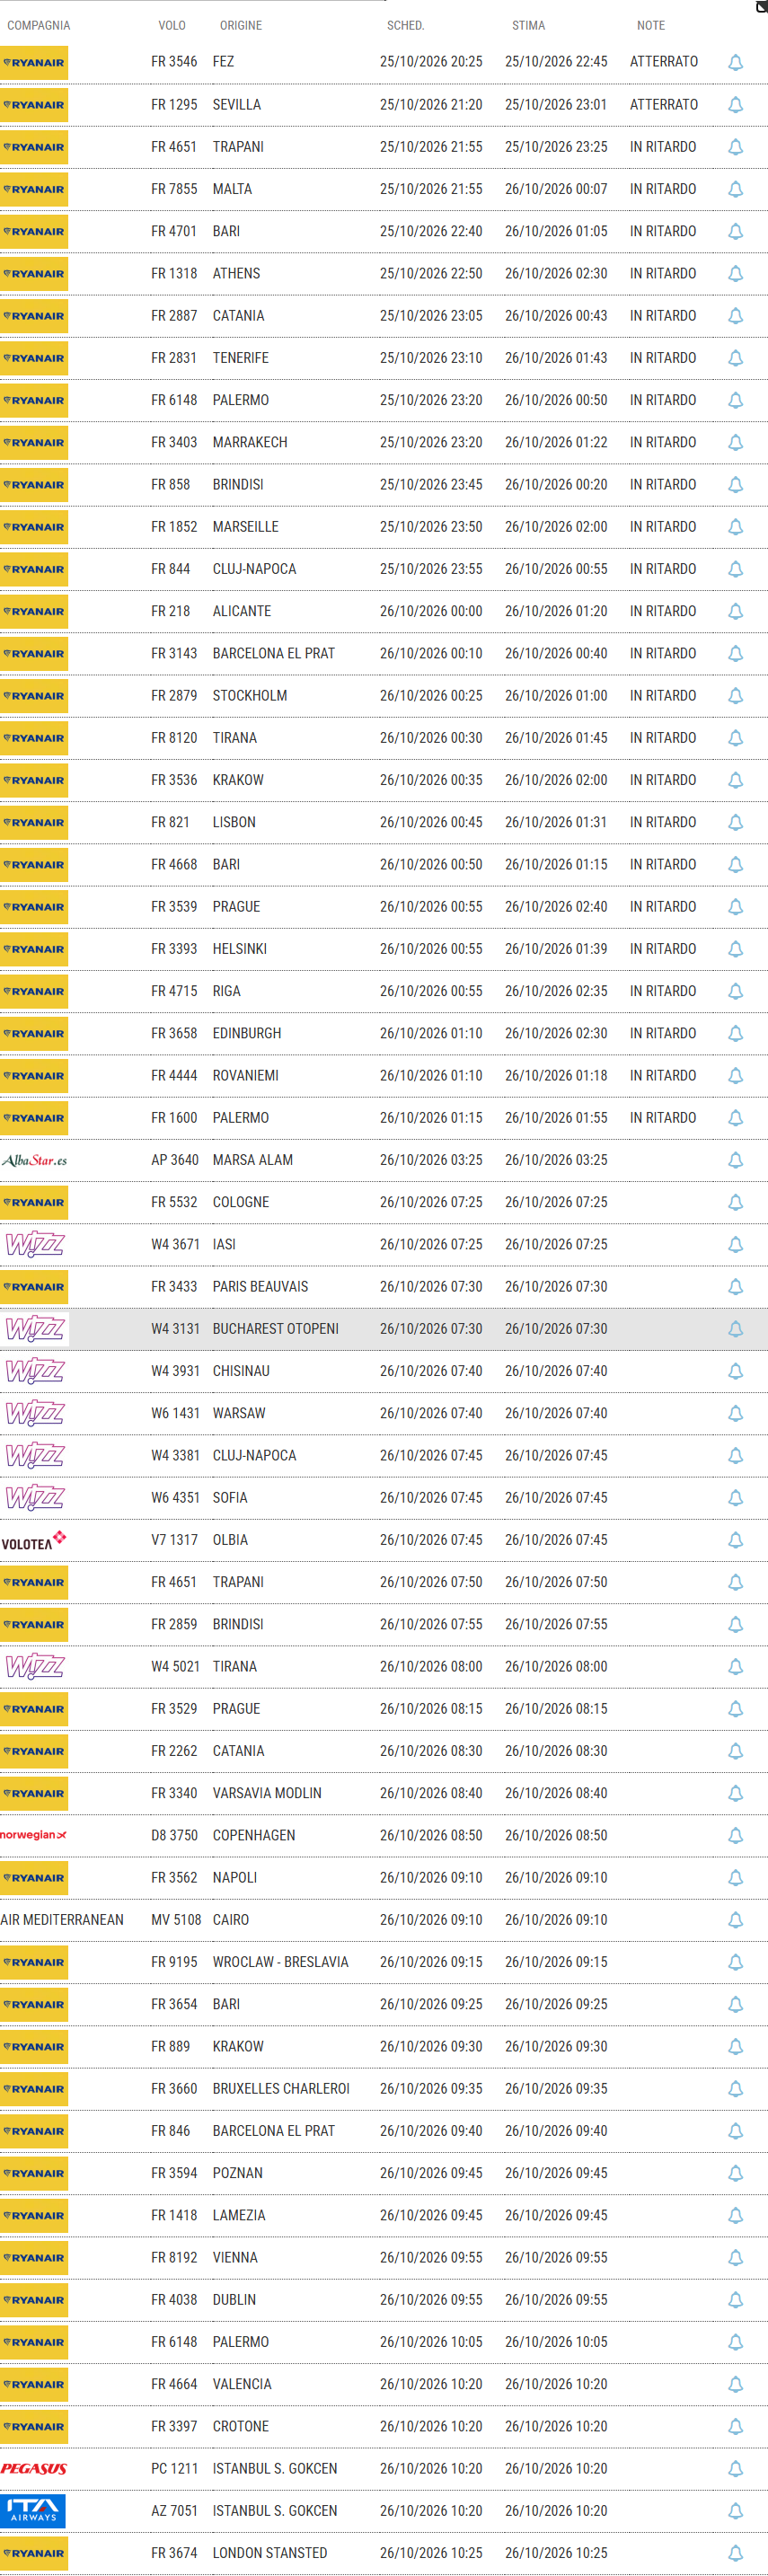 COMPAGNIA VOLO ORIGINE SCHED. STIMA NOTE
RYANAIR FR 3546 FEZ 25/10/2026 20:25 25/10/2026 22:45 ATTERRATO
RYANAIR FR 1295 SEVILLA 25/10/2026 21:20 25/10/2026 23:01 ATTERRATO
RYANAIR FR 4651 TRAPANI 25/10/2026 21:55 25/10/2026 23:25 IN RITARDO
RYANAIR FR 7855 MALTA 25/10/2026 21:55 26/10/2026 00:07 IN RITARDO
RYANAIR FR 4701 BARI 25/10/2026 22:40 26/10/2026 01:05 IN RITARDO
RYANAIR FR 1318 ATHENS 25/10/2026 22:50 26/10/2026 02:30 IN RITARDO
RYANAIR FR 2887 CATANIA 25/10/2026 23:05 26/10/2026 00:43 IN RITARDO
RYANAIR FR 2831 TENERIFE 25/10/2026 23:10 26/10/2026 01:43 IN RITARDO
RYANAIR FR 6148 PALERMO 25/10/2026 23:20 26/10/2026 00:50 IN RITARDO
RYANAIR FR 3403 MARRAKECH 25/10/2026 23:20 26/10/2026 01:22 IN RITARDO
RYANAIR FR 858 BRINDISI 25/10/2026 23:45 26/10/2026 00:20 IN RITARDO
RYANAIR FR 1852 MARSEILLE 25/10/2026 23:50 26/10/2026 02:00 IN RITARDO
RYANAIR FR 844 CLUJ-NAPOCA 25/10/2026 23:55 26/10/2026 00:55 IN RITARDO
RYANAIR FR 218 ALICANTE 26/10/2026 00:00 26/10/2026 01:20 IN RITARDO
RYANAIR FR 3143 BARCELONA EL PRAT 26/10/2026 00:10 26/10/2026 00:40 IN RITARDO
RYANAIR FR 2879 STOCKHOLM 26/10/2026 00:25 26/10/2026 01:00 IN RITARDO
RYANAIR FR 8120 TIRANA 26/10/2026 00:30 26/10/2026 01:45 IN RITARDO
RYANAIR FR 3536 KRAKOW 26/10/2026 00:35 26/10/2026 02:00 IN RITARDO
RYANAIR FR 821 LISBON 26/10/2026 00:45 26/10/2026 01:31 IN RITARDO
RYANAIR FR 4668 BARI 26/10/2026 00:50 26/10/2026 01:15 IN RITARDO
RYANAIR FR 3539 PRAGUE 26/10/2026 00:55 26/10/2026 02:40 IN RITARDO
RYANAIR FR 3393 HELSINKI 26/10/2026 00:55 26/10/2026 01:39 IN RITARDO
RYANAIR FR 4715 RIGA 26/10/2026 00:55 26/10/2026 02:35 IN RITARDO
RYANAIR FR 3658 EDINBURGH 26/10/2026 01:10 26/10/2026 02:30 IN RITARDO
RYANAIR FR 4444 ROVANIEMI 26/10/2026 01:10 26/10/2026 01:18 IN RITARDO
RYANAIR FR 1600 PALERMO 26/10/2026 01:15 26/10/2026 01:55 IN RITARDO
AlbaStar.es AP 3640 MARSA ALAM 26/10/2026 03:25 26/10/2026 03:25
RYANAIR FR 5532 COLOGNE 26/10/2026 07:25 26/10/2026 07:25
WIZZ W4 3671 IASI 26/10/2026 07:25 26/10/2026 07:25
RYANAIR FR 3433 PARIS BEAUVAIS 26/10/2026 07:30 26/10/2026 07:30
WIZZ W4 3131 BUCHAREST OTOPENI 26/10/2026 07:30 26/10/2026 07:30
WIZZ W4 3931 CHISINAU 26/10/2026 07:40 26/10/2026 07:40
WIZZ W6 1431 WARSAW 26/10/2026 07:40 26/10/2026 07:40
WIZZ W4 3381 CLUJ-NAPOCA 26/10/2026 07:45 26/10/2026 07:45
WIZZ W6 4351 SOFIA 26/10/2026 07:45 26/10/2026 07:45
VOLOTEA V7 1317 OLBIA 26/10/2026 07:45 26/10/2026 07:45
RYANAIR FR 4651 TRAPANI 26/10/2026 07:50 26/10/2026 07:50
RYANAIR FR 2859 BRINDISI 26/10/2026 07:55 26/10/2026 07:55
WIZZ W4 5021 TIRANA 26/10/2026 08:00 26/10/2026 08:00
RYANAIR FR 3529 PRAGUE 26/10/2026 08:15 26/10/2026 08:15
RYANAIR FR 2262 CATANIA 26/10/2026 08:30 26/10/2026 08:30
RYANAIR FR 3340 VARSAVIA MODLIN 26/10/2026 08:40 26/10/2026 08:40
norwegian D8 3750 COPENHAGEN 26/10/2026 08:50 26/10/2026 08:50
RYANAIR FR 3562 NAPOLI 26/10/2026 09:10 26/10/2026 09:10
AIR MEDITERRANEAN MV 5108 CAIRO 26/10/2026 09:10 26/10/2026 09:10
RYANAIR FR 9195 WROCLAW - BRESLAVIA 26/10/2026 09:15 26/10/2026 09:15
RYANAIR FR 3654 BARI 26/10/2026 09:25 26/10/2026 09:25
RYANAIR FR 889 KRAKOW 26/10/2026 09:30 26/10/2026 09:30
RYANAIR FR 3660 BRUXELLES CHARLEROI 26/10/2026 09:35 26/10/2026 09:35
RYANAIR FR 846 BARCELONA EL PRAT 26/10/2026 09:40 26/10/2026 09:40
RYANAIR FR 3594 POZNAN 26/10/2026 09:45 26/10/2026 09:45
RYANAIR FR 1418 LAMEZIA 26/10/2026 09:45 26/10/2026 09:45
RYANAIR FR 8192 VIENNA 26/10/2026 09:55 26/10/2026 09:55
RYANAIR FR 4038 DUBLIN 26/10/2026 09:55 26/10/2026 09:55
RYANAIR FR 6148 PALERMO 26/10/2026 10:05 26/10/2026 10:05
RYANAIR FR 4664 VALENCIA 26/10/2026 10:20 26/10/2026 10:20
RYANAIR FR 3397 CROTONE 26/10/2026 10:20 26/10/2026 10:20
PEGASUS PC 1211 ISTANBUL S. GOKCEN 26/10/2026 10:20 26/10/2026 10:20
ITA AIRWAYS AZ 7051 ISTANBUL S. GOKCEN 26/10/2026 10:20 26/10/2026 10:20
RYANAIR FR 3674 LONDON STANSTED 26/10/2026 10:25 26/10/2026 10:25